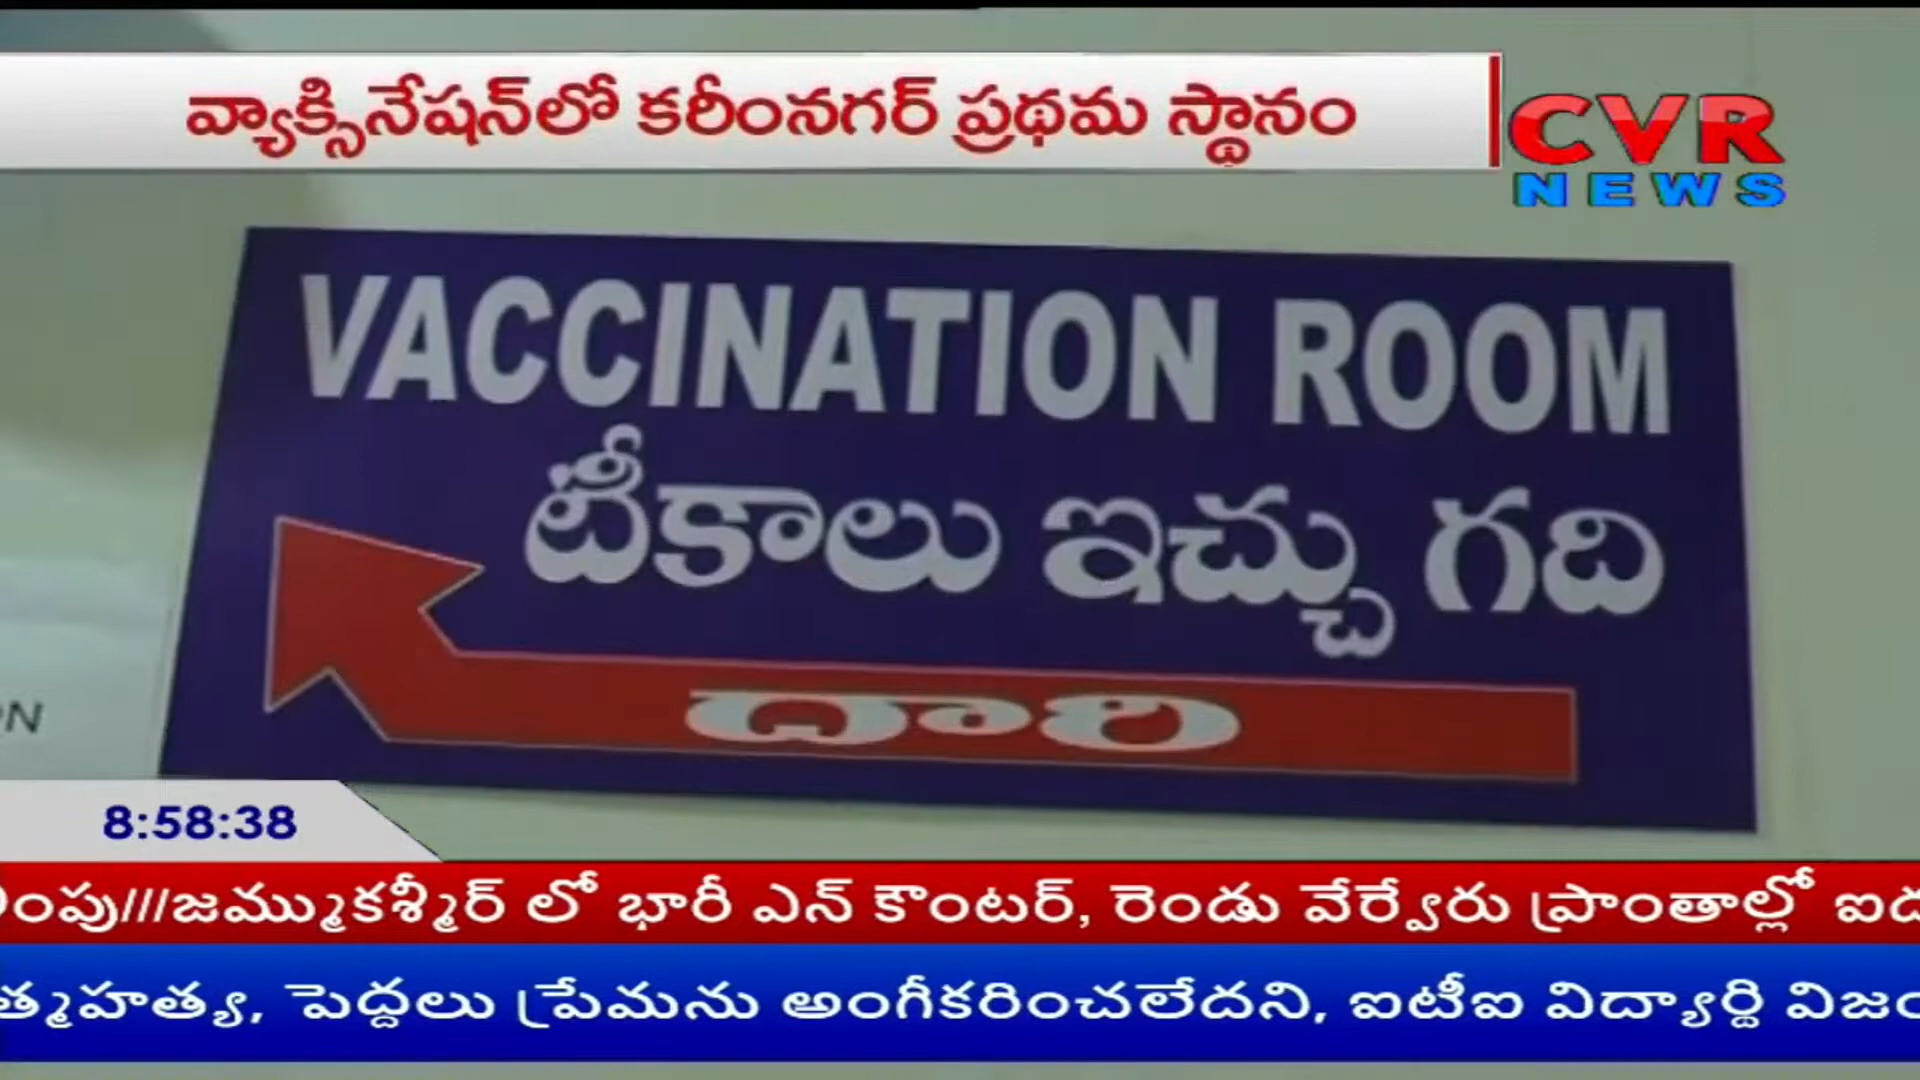 వ్యాక్సినేషన్‌లో కరీంనగర్ ప్రథమ స్థానం
CVR
NEWS
VACCINATION ROOM
టీకాలు ఇచ్చు గది
దారి
8:58:38
///జమ్ముకశ్మీర్ లో భారీ ఎన్ కౌంటర్, రెండు వేర్వేరు ప్రాంతాల్లో
పెద్దలు ప్రేమను అంగీకరించలేదని, ఐటీఐ విద్యార్ది